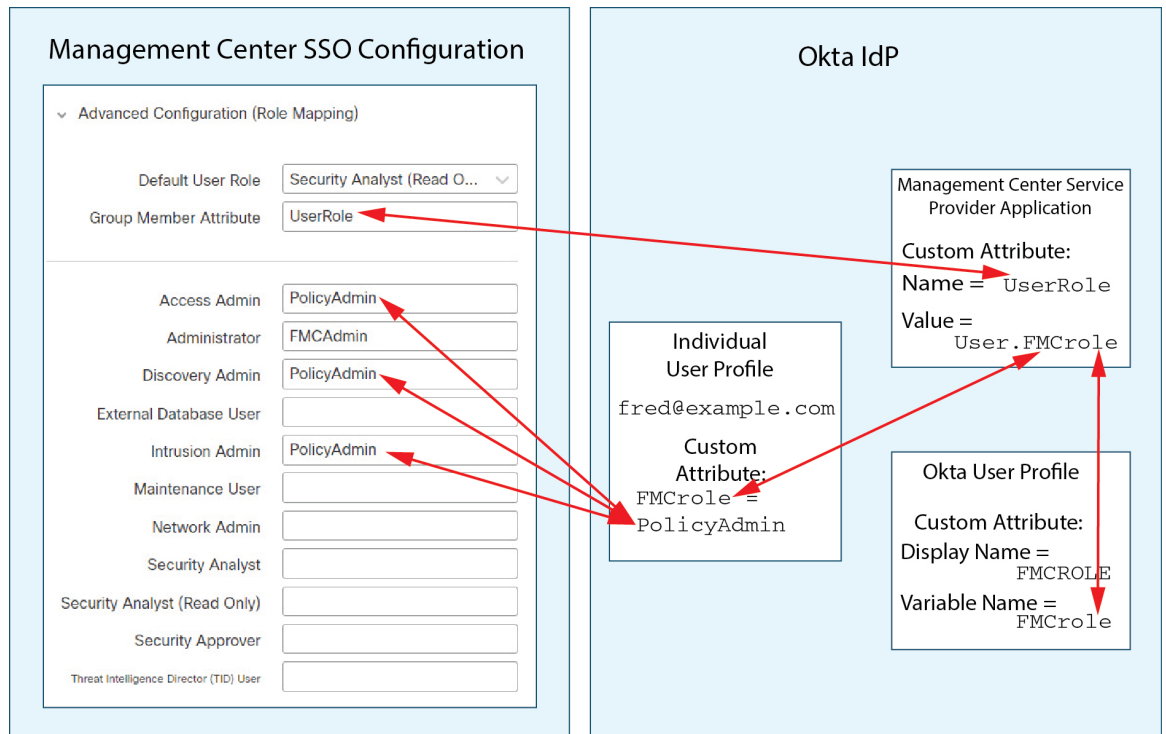 Management Center SSO Configuration
Advanced Configuration (Role Mapping)
Default User Role Security Analyst (Read O...
Group Member Attribute UserRole
Access Admin PolicyAdmin
Administrator FMCAdmin
Discovery Admin PolicyAdmin
External Database User
Intrusion Admin PolicyAdmin
Maintenance User
Network Admin
Security Analyst
Security Analyst (Read Only)
Security Approver
Threat Intelligence Director (TID) User
Okta IdP
Individual
User Profile
fred@example.com
Custom
Attribute:
FMCrole =
PolicyAdmin
Management Center Service
Provider Application
Custom Attribute:
Name = UserRole
Value =
User.FMCrole
Okta User Profile
Custom Attribute:
Display Name =
FMCROLE
Variable Name =
FMCrole